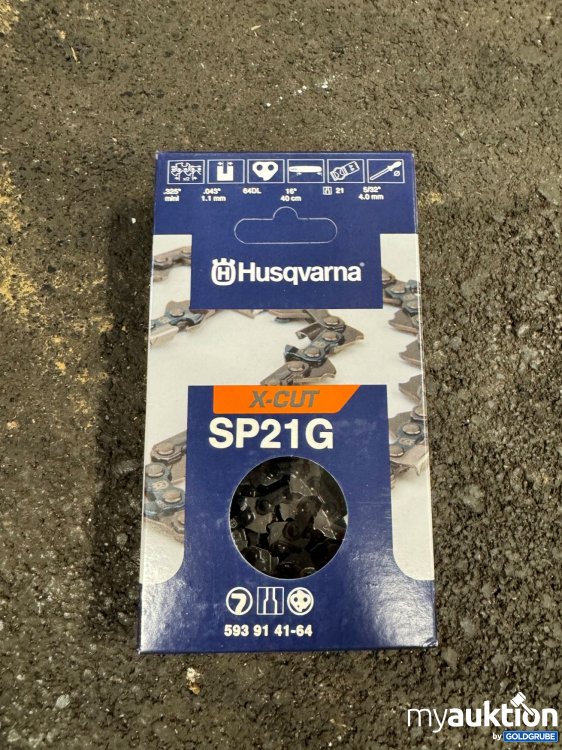 .325" .043" 64DL 16" 21 5/32"
mini 1.1 mm 40 cm 4.0 mm
Husqvarna®
X-CUT
SP21G
593 91 41-64
myauktion
by GOLDGRUBE